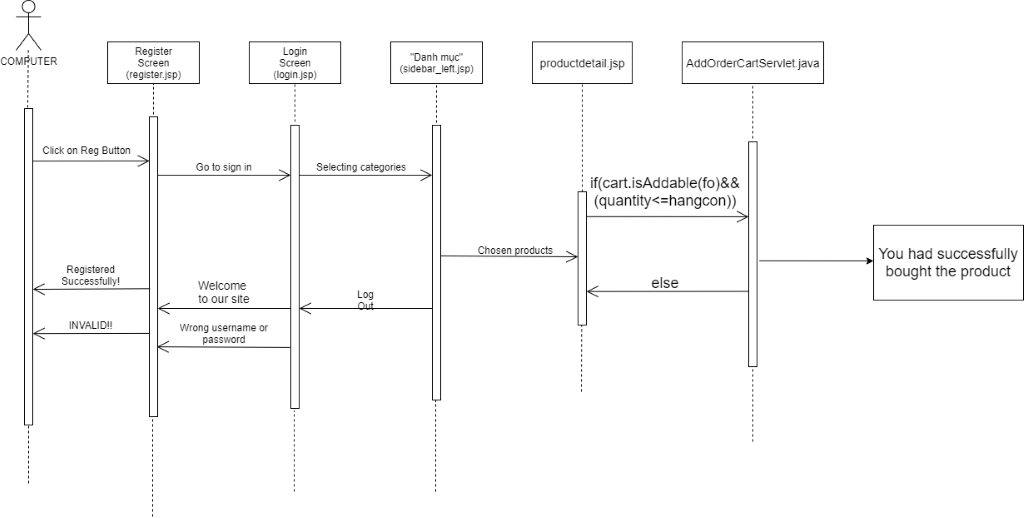 COMPUTER
Register
Screen
(register.jsp)
Login
Screen
(login.jsp)
"Danh mục"
(sidebar_left.jsp)
productdetail.jsp
AddOrderCartServlet.java
Click on Reg Button
Go to sign in
Selecting categories
if(cart.isAddable(fo)&&
(quantity<=hangcon))
Chosen products
You had successfully
bought the product
Registered
Successfully!
Welcome
to our site
Log
Out
else
INVALID!!
Wrong username or
password